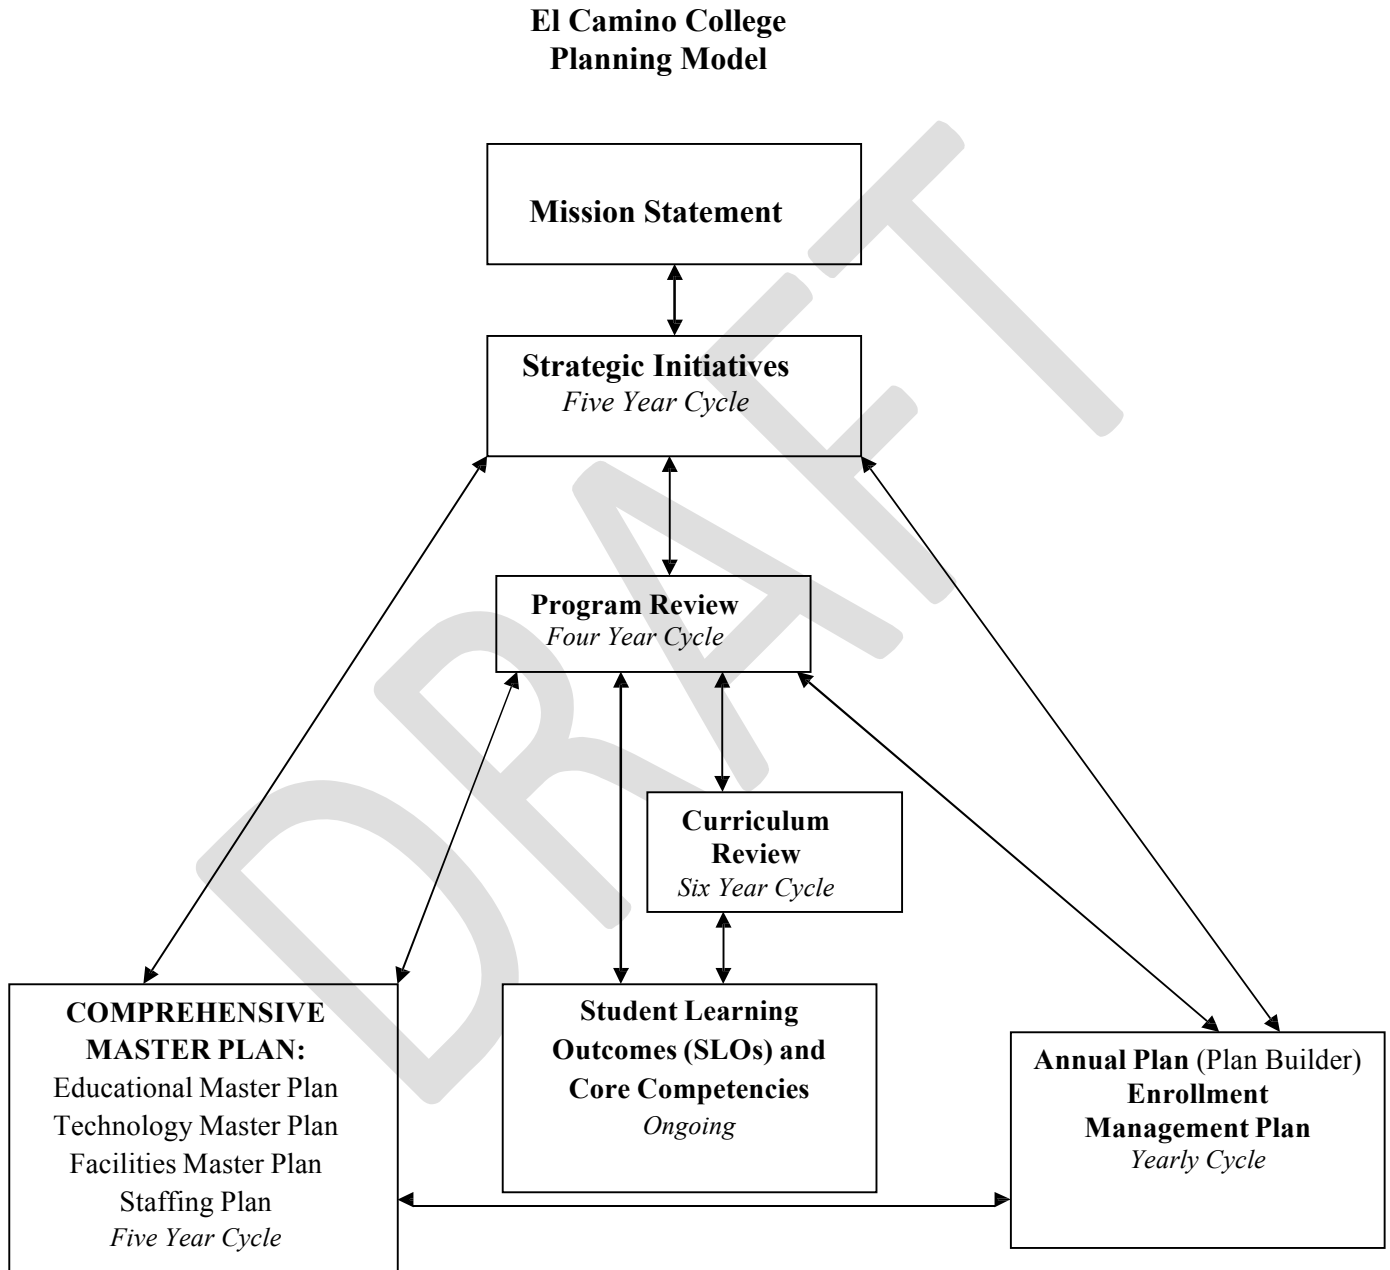 El Camino College
Planning Model
Mission Statement
Strategic Initiatives
Five Year Cycle
Program Review
Four Year Cycle
Curriculum
Review
Six Year Cycle
COMPREHENSIVE
MASTER PLAN:
Educational Master Plan
Technology Master Plan
Facilities Master Plan
Staffing Plan
Five Year Cycle
Student Learning
Outcomes (SLOs) and
Core Competencies
Ongoing
Annual Plan (Plan Builder)
Enrollment
Management Plan
Yearly Cycle
DRAFT